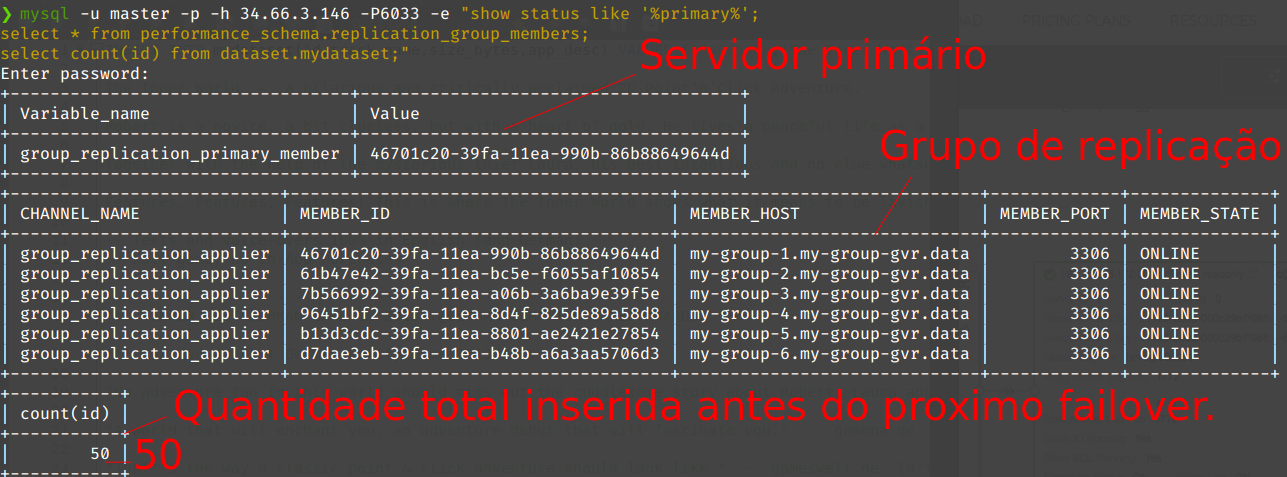 ❯ mysql -u master -p -h 34.66.3.146 -P6033 -e "show status like '%primary%';
select * from performance_schema.replication_group_members;
select count(id) from dataset.mydataset;"
Servidor primário
Enter password:
| Variable_name | Value |
| group_replication_primary_member | 46701c20-39fa-11ea-990b-86b88649644d |
Grupo de replicação
| CHANNEL_NAME | MEMBER_ID | MEMBER_HOST | MEMBER_PORT | MEMBER_STATE |
| group_replication_applier | 46701c20-39fa-11ea-990b-86b88649644d | my-group-1.my-group-gvr.data | 3306 | ONLINE |
| group_replication_applier | 61b47e42-39fa-11ea-bc5e-f6055af10854 | my-group-2.my-group-gvr.data | 3306 | ONLINE |
| group_replication_applier | 7b566992-39fa-11ea-a06b-3a6ba9e39f5e | my-group-3.my-group-gvr.data | 3306 | ONLINE |
| group_replication_applier | 96451bf2-39fa-11ea-8d4f-825de89a58d8 | my-group-4.my-group-gvr.data | 3306 | ONLINE |
| group_replication_applier | b13d3cdc-39fa-11ea-8801-ae2421e27854 | my-group-5.my-group-gvr.data | 3306 | ONLINE |
| group_replication_applier | d7dae3eb-39fa-11ea-b48b-a6a3aa5706d3 | my-group-6.my-group-gvr.data | 3306 | ONLINE |
| count(id) |
Quantidade total inserida antes do proximo failover.
| 50 |
50
PRICING PLANS
RESOURCES